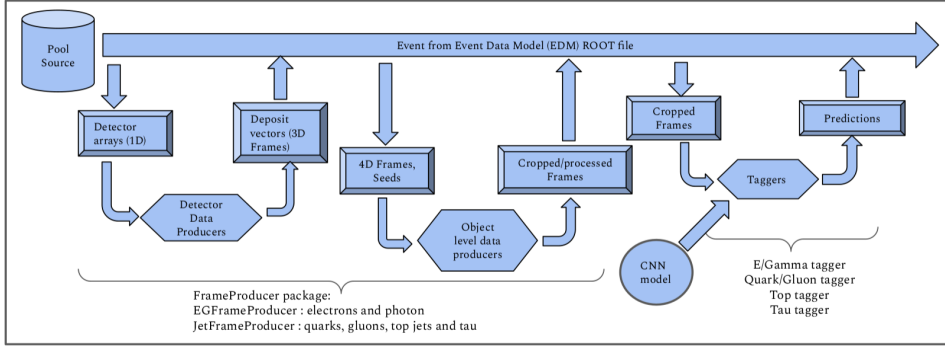 Pool
Source
Event from Event Data Model (EDM) ROOT file
Detector
arrays (1D)
Deposit
vectors (3D
Frames)
Detector
Data
Producers
4D Frames,
Seeds
Cropped/processed
Frames
Object
level data
producers
Cropped
Frames
Predictions
Taggers
CNN
model
FrameProducer package:
EGFrameProducer : electrons and photon
JetFrameProducer : quarks, gluons, top jets and tau
E/Gamma tagger
Quark/Gluon tagger
Top tagger
Tau tagger